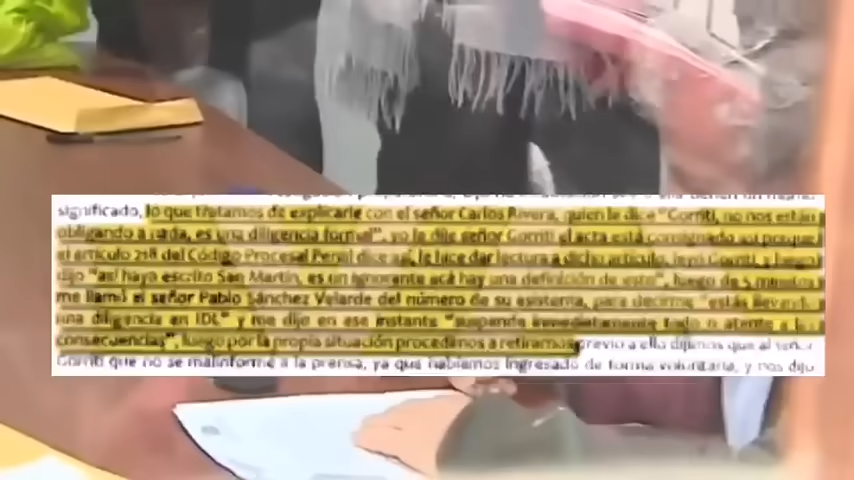 significado, lo que tratamos de explicarle con el señor Carlos Rivera, quien le dice "Gorriti, no nos están
obligando a nada, es una diligencia formal", yo le dije señor Gorriti el acta está consignado así porque
el artículo 218 del Código Procesal Penal dice así, le hice dar lectura a dicho artículo, leyó Gorriti y luego
dijo "así haya escrito San Martín, es un ignorante acá hay una definición de esto", luego de 5 minutos
me llamó el señor Pablo Sánchez Velarde del número de su asistenta, para decirme "están llevando
una diligencia en IDL" y me dijo en ese instante "suspenda inmediatamente todo o atente a las
consecuencias", luego por la propia situación procedimos a retirarnos previo a ello dijimos que al señor
Gorriti que no se malinforme a la prensa, ya que habíamos ingresado de forma voluntaria, y nos dijo